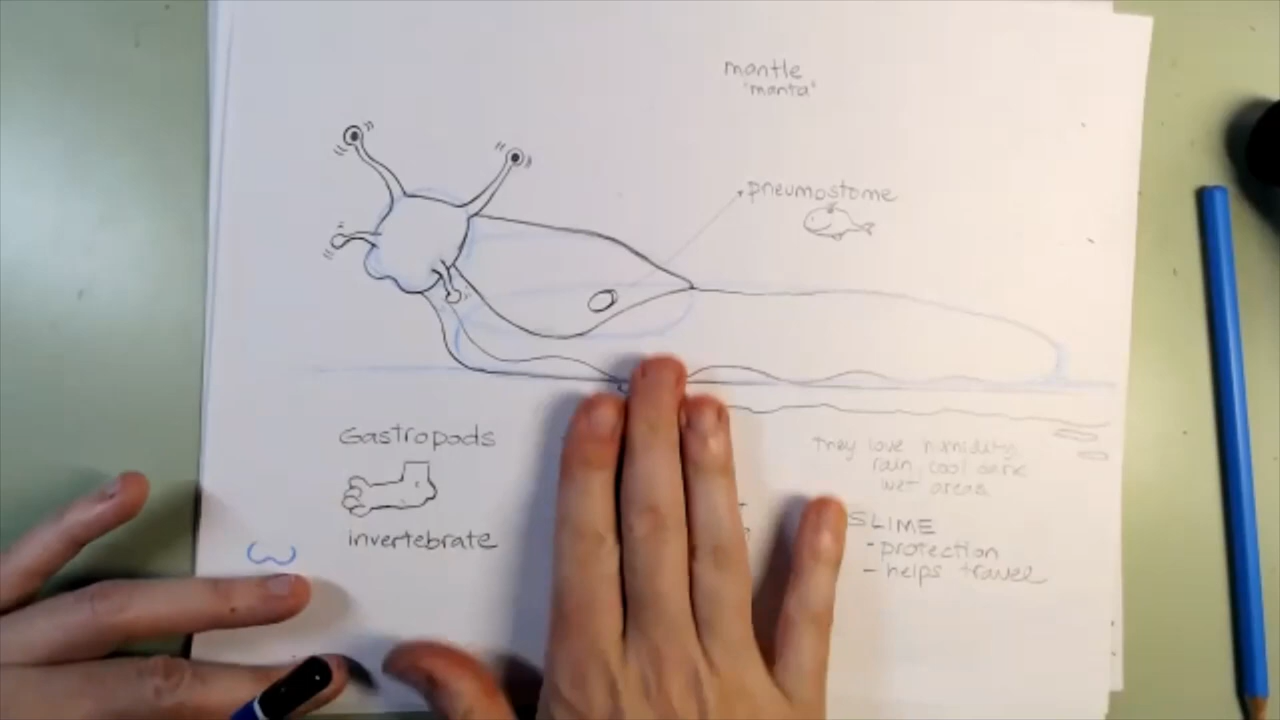 mantle
"manta"
pneumostome
Gastropods
invertebrate
They love humidity,
rain, cool dark
wet areas
SLIME
- protection
- helps travel